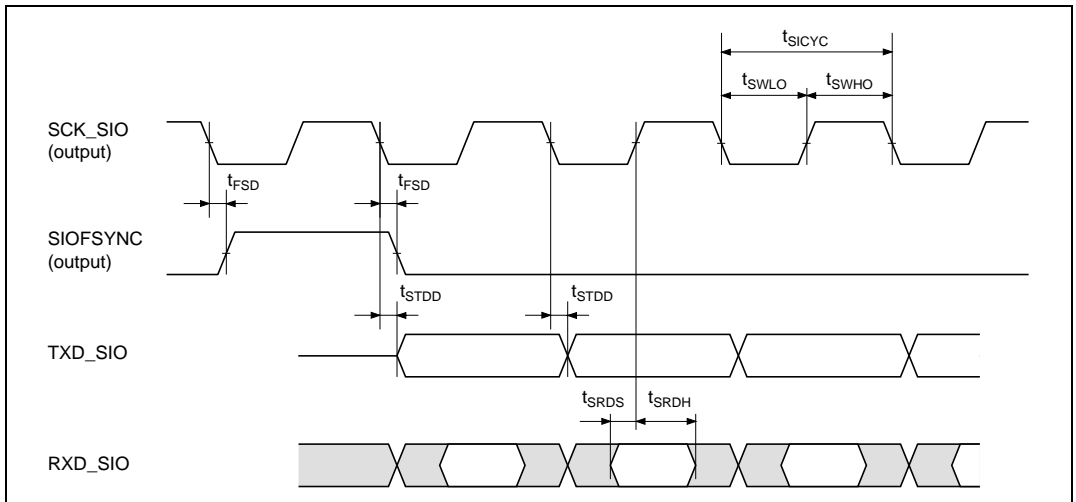 tSICYC
tSWLO tSWHO
SCK_SIO
(output)
tFSD tFSD
SIOFSYNC
(output)
tSTDD tSTDD
TXD_SIO
tSRDS tSRDH
RXD_SIO